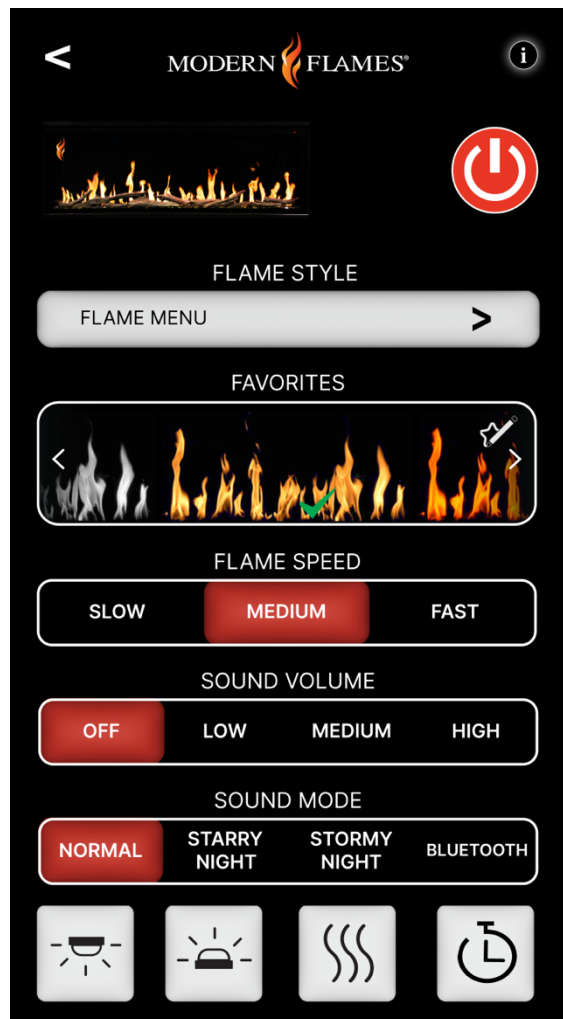 <
MODERN FLAMES®
i
FLAME STYLE
FLAME MENU >
FAVORITES
< >
FLAME SPEED
SLOW MEDIUM FAST
SOUND VOLUME
OFF LOW MEDIUM HIGH
SOUND MODE
NORMAL STARRY NIGHT STORMY NIGHT BLUETOOTH